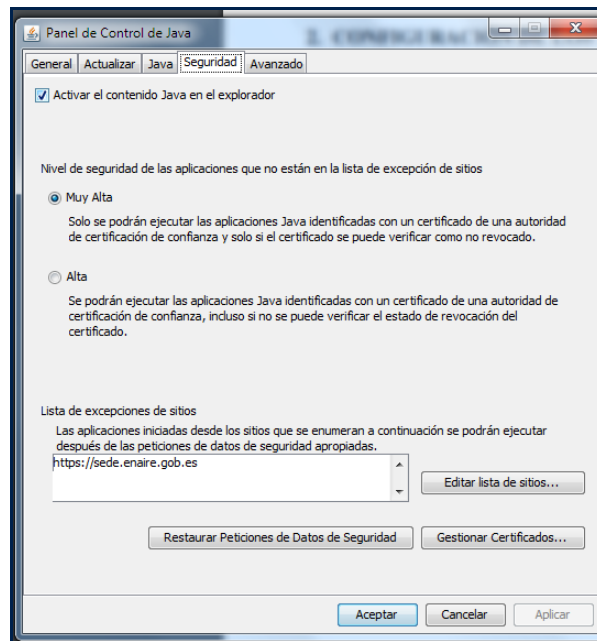 2. CONFIGURACIÓN DE
Panel de Control de Java
General Actualizar Java Seguridad Avanzado
Activar el contenido Java en el explorador
Nivel de seguridad de las aplicaciones que no están en la lista de excepción de sitios
Muy Alta
Solo se podrán ejecutar las aplicaciones Java identificadas con un certificado de una autoridad
de certificación de confianza y solo si el certificado se puede verificar como no revocado.
Alta
Se podrán ejecutar las aplicaciones Java identificadas con un certificado de una autoridad de
certificación de confianza, incluso si no se puede verificar el estado de revocación del
certificado.
Lista de excepciones de sitios
Las aplicaciones iniciadas desde los sitios que se enumeran a continuación se podrán ejecutar
después de las peticiones de datos de seguridad apropiadas.
https://sede.enaire.gob.es
Editar lista de sitios...
Restaurar Peticiones de Datos de Seguridad Gestionar Certificados...
Aceptar Cancelar Aplicar